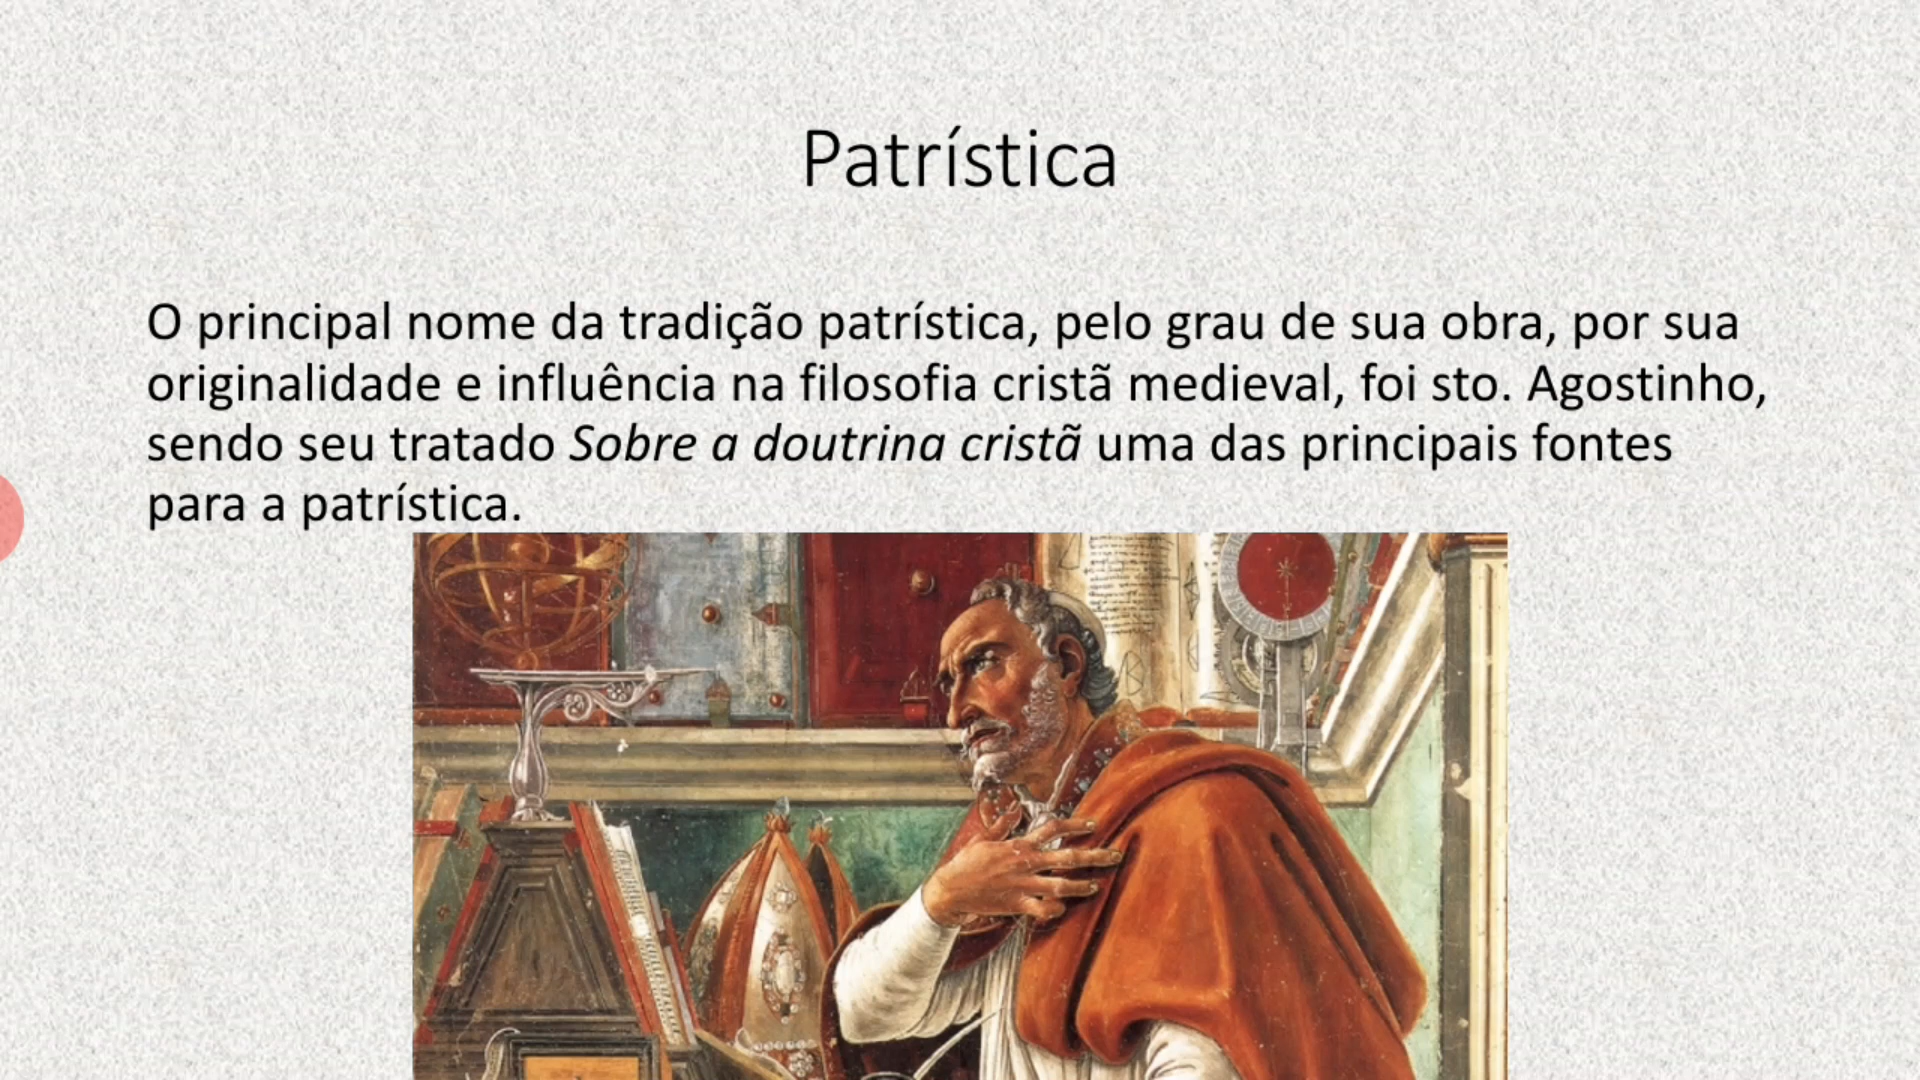 Patrística
O principal nome da tradição patrística, pelo grau de sua obra, por sua
originalidade e influência na filosofia cristã medieval, foi sto. Agostinho,
sendo seu tratado Sobre a doutrina cristã uma das principais fontes
para a patrística.